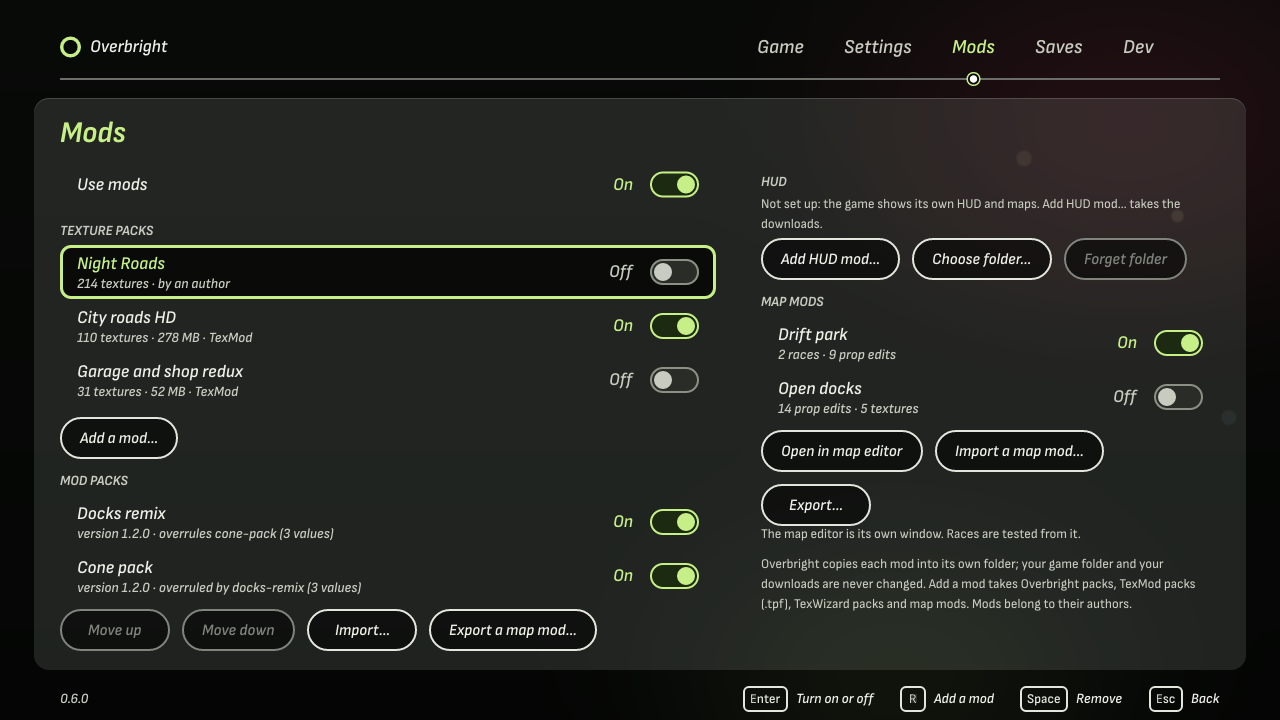 Overbright
Game Settings Mods Saves Dev
Mods
Use mods On
TEXTURE PACKS
Night Roads
214 textures · by an author
Off
City roads HD
110 textures · 278 MB · TexMod
On
Garage and shop redux
31 textures · 52 MB · TexMod
Off
Add a mod...
MOD PACKS
Docks remix
version 1.2.0 · overrules cone-pack (3 values)
On
Cone pack
version 1.2.0 · overruled by docks-remix (3 values)
On
Move up Move down Import... Export a map mod...
HUD
Not set up: the game shows its own HUD and maps. Add HUD mod... takes the
downloads.
Add HUD mod... Choose folder... Forget folder
MAP MODS
Drift park
2 races · 9 prop edits
On
Open docks
14 prop edits · 5 textures
Off
Open in map editor Import a map mod...
Export...
The map editor is its own window. Races are tested from it.
Overbright copies each mod into its own folder; your game folder and your
downloads are never changed. Add a mod takes Overbright packs, TexMod packs
(.tpf), TexWizard packs and map mods. Mods belong to their authors.
0.6.0
Enter Turn on or off R Add a mod Space Remove Esc Back